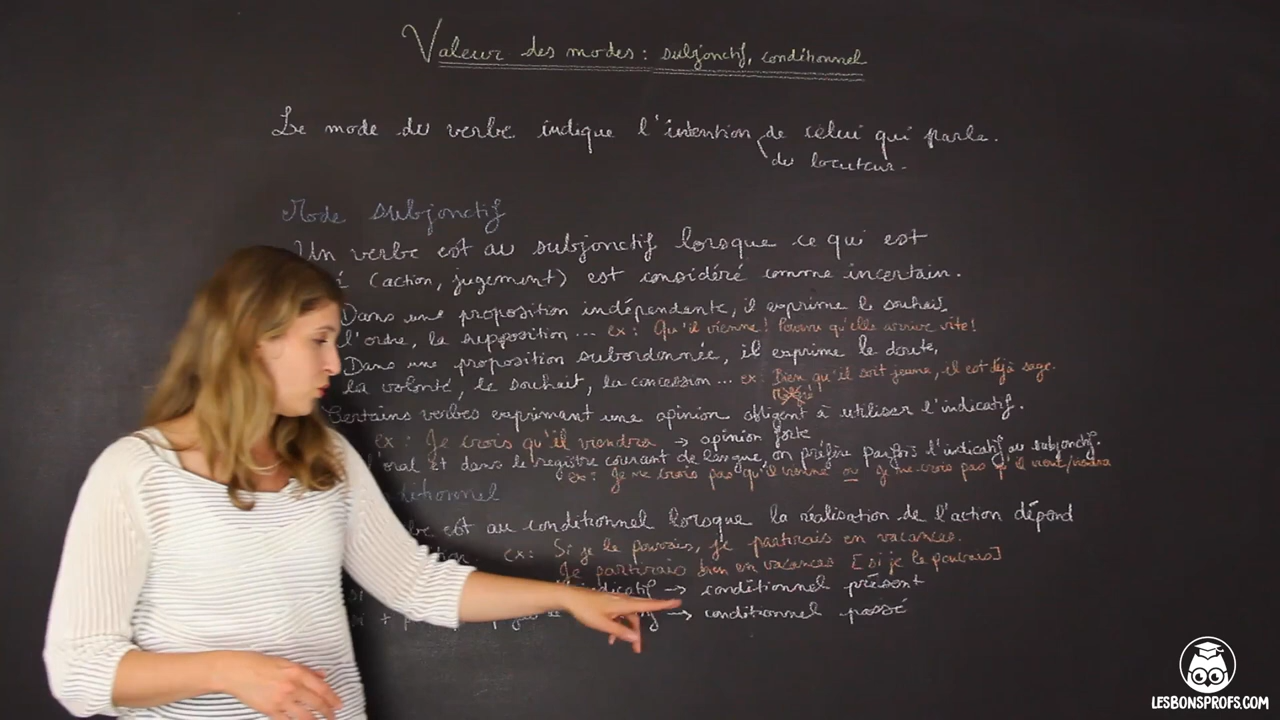 Valeur des modes : subjonctif, conditionnel
Le mode du verbe indique l'intention de celui qui parle.
du locuteur.
Mode subjonctif
Un verbe est au subjonctif lorsque ce qui est
(action, jugement) est considéré comme incertain.
Dans une proposition indépendante, il exprime le souhait,
l'ordre, la supposition ... ex : Qu'il vienne ! Pourvu qu'elle arrive vite !
Dans une proposition subordonnée, il exprime le doute,
la volonté, le souhait, la concession ... ex : Bien qu'il soit jeune, il est déjà sage.
Certains verbes exprimant une opinion obligent à utiliser l'indicatif.
ex : Je crois qu'il viendra → opinion forte
l'oral et dans le registre courant de langue, on préfère parfois l'indicatif au subjonctif.
ex : Je ne crois pas qu'il vienne ou Je ne crois pas qu'il vient/viendra
ditionnel
be est au conditionnel lorsque la réalisation de l'action dépend
ex : Si je le pouvais, je partirais en vacances.
Je partirais bien en vacances [si je le pouvais]
si indicatif → conditionnel présent
si + → conditionnel passé
LESBONSPROFS.COM